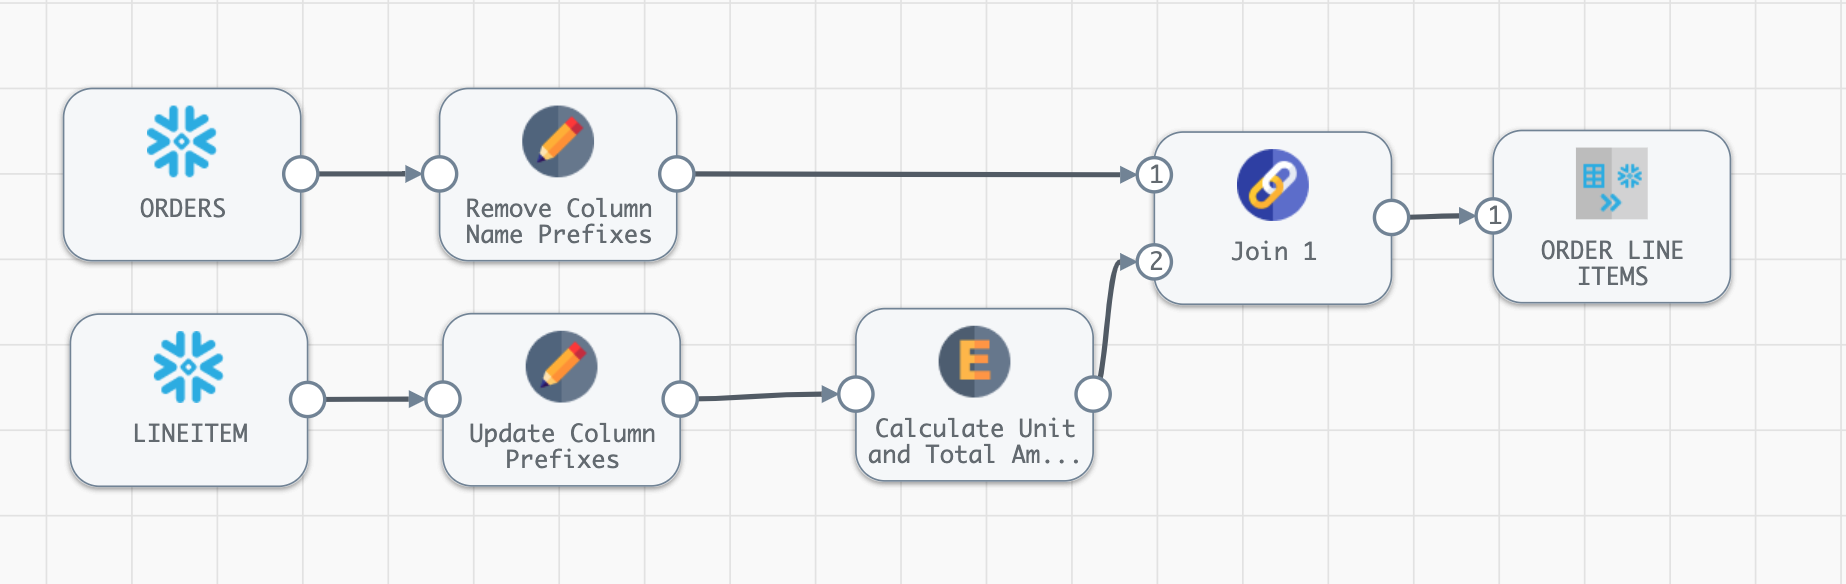 ORDERS
Remove Column
Name Prefixes
1
2
Join 1
1
ORDER LINE
ITEMS
LINEITEM
Update Column
Prefixes
E
Calculate Unit
and Total Am...